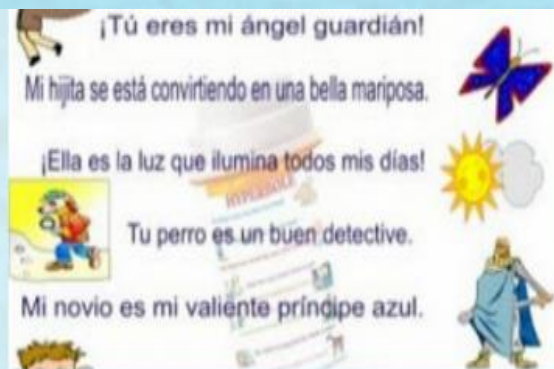 ¡Tú eres mi ángel guardián!
Mi hijita se está convirtiendo en una bella mariposa.
¡Ella es la luz que ilumina todos mis días!
HYPERBOLE
Tu perro es un buen detective.
Mi novio es mi valiente príncipe azul.